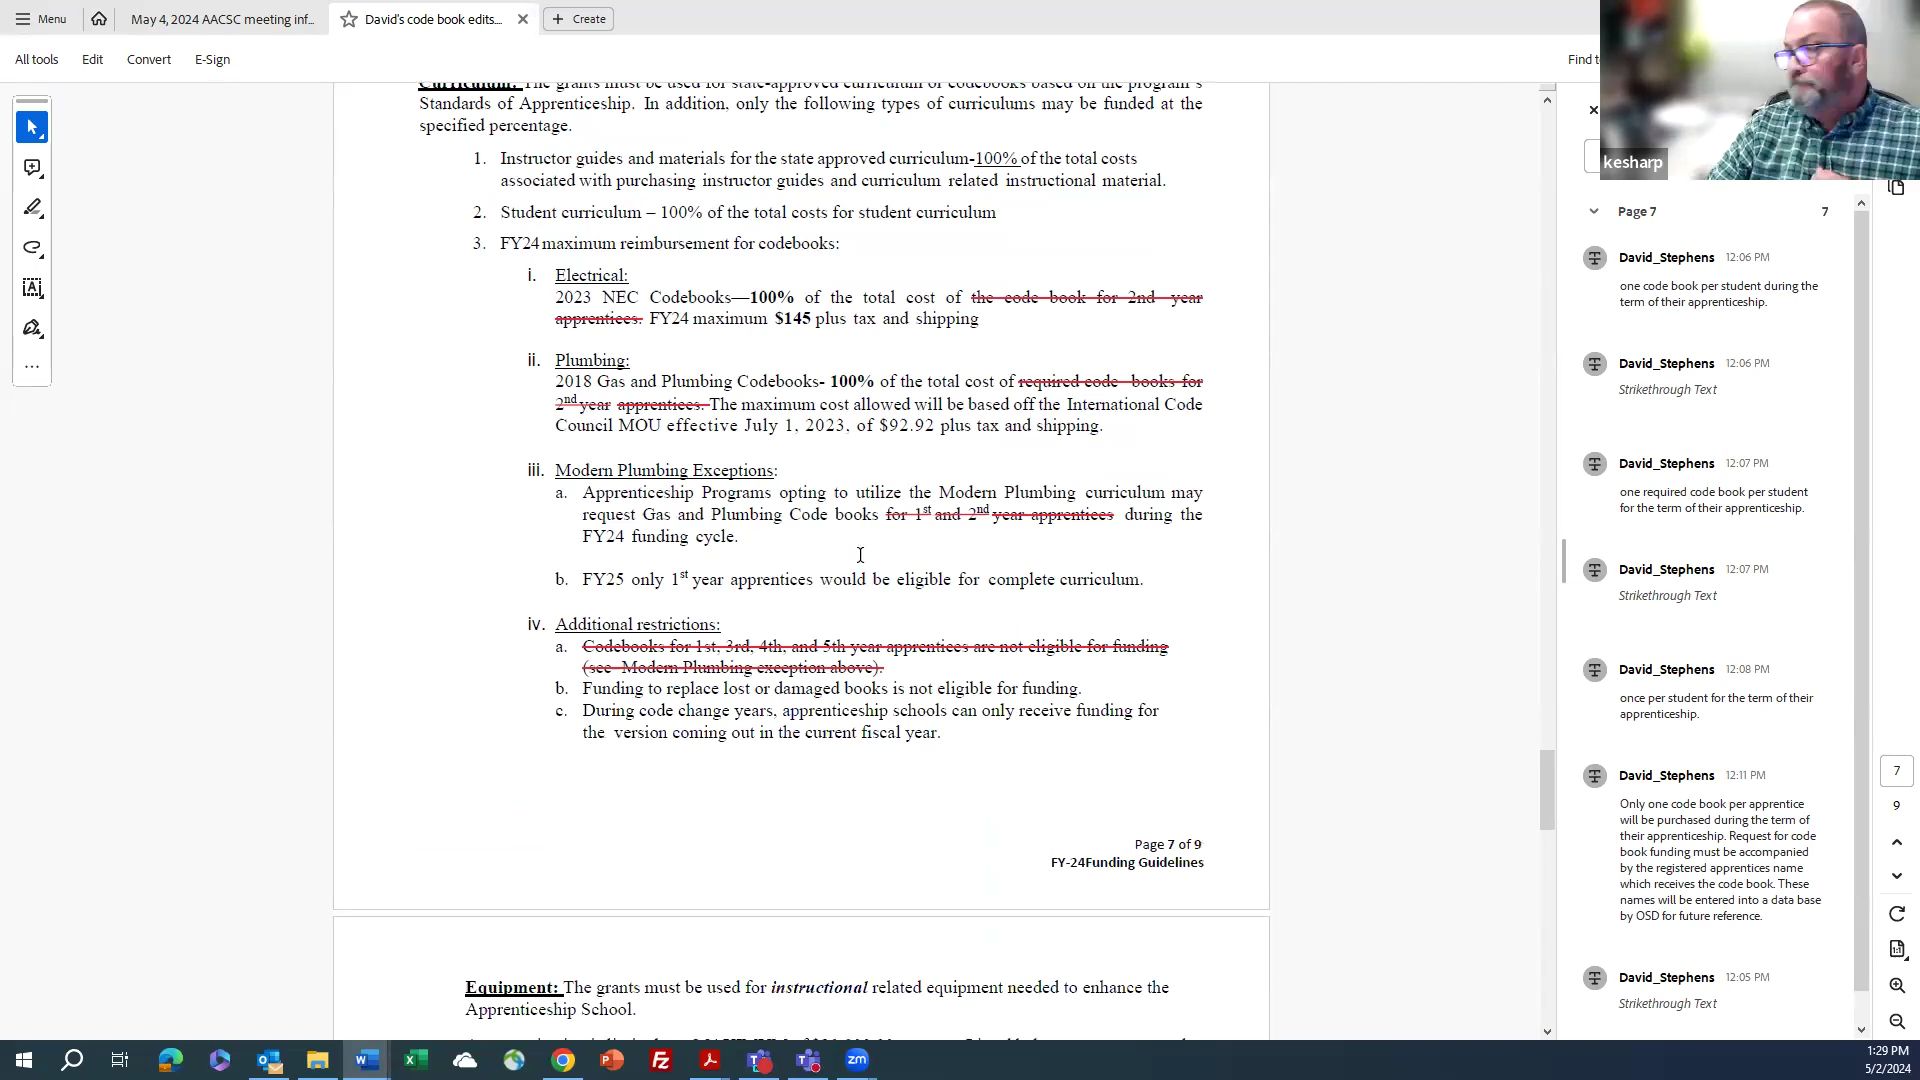 Menu
May 4, 2024 AACSC meeting inf...
David's code book edits...
Create
All tools
Edit
Convert
E-Sign
Find
kesharp
Curriculum: The grants must be used for state-approved curriculum or codebooks based on the program's
Standards of Apprenticeship. In addition, only the following types of curriculums may be funded at the
specified percentage.
1. Instructor guides and materials for the state approved curriculum-100% of the total costs
associated with purchasing instructor guides and curriculum related instructional material.
2. Student curriculum – 100% of the total costs for student curriculum
3. FY24 maximum reimbursement for codebooks:
i. Electrical:
2023 NEC Codebooks—100% of the total cost of the code book for 2nd year
apprentices. FY24 maximum $145 plus tax and shipping
ii. Plumbing:
2018 Gas and Plumbing Codebooks- 100% of the total cost of required code books for
2nd year apprentices. The maximum cost allowed will be based off the International Code
Council MOU effective July 1, 2023, of $92.92 plus tax and shipping.
iii. Modern Plumbing Exceptions:
a. Apprenticeship Programs opting to utilize the Modern Plumbing curriculum may
request Gas and Plumbing Code books for 1st and 2nd year apprentices during the
FY24 funding cycle.
b. FY25 only 1st year apprentices would be eligible for complete curriculum.
iv. Additional restrictions:
a. Codebooks for 1st, 3rd, 4th, and 5th year apprentices are not eligible for funding
(see Modern Plumbing exception above).
b. Funding to replace lost or damaged books is not eligible for funding.
c. During code change years, apprenticeship schools can only receive funding for
the version coming out in the current fiscal year.
Page 7 of 9
FY-24Funding Guidelines
Equipment: The grants must be used for instructional related equipment needed to enhance the
Apprenticeship School.
Page 7
7
David_Stephens 12:06 PM
one code book per student during the
term of their apprenticeship.
David_Stephens 12:06 PM
Strikethrough Text
David_Stephens 12:07 PM
one required code book per student
for the term of their apprenticeship.
David_Stephens 12:07 PM
Strikethrough Text
David_Stephens 12:08 PM
once per student for the term of their
apprenticeship.
David_Stephens 12:11 PM
Only one code book per apprentice
will be purchased during the term of
their apprenticeship. Request for code
book funding must be accompanied
by the registered apprentices name
which receives the code book. These
names will be entered into a data base
by OSD for future reference.
David_Stephens 12:05 PM
Strikethrough Text
7
9
1:29 PM
5/2/2024